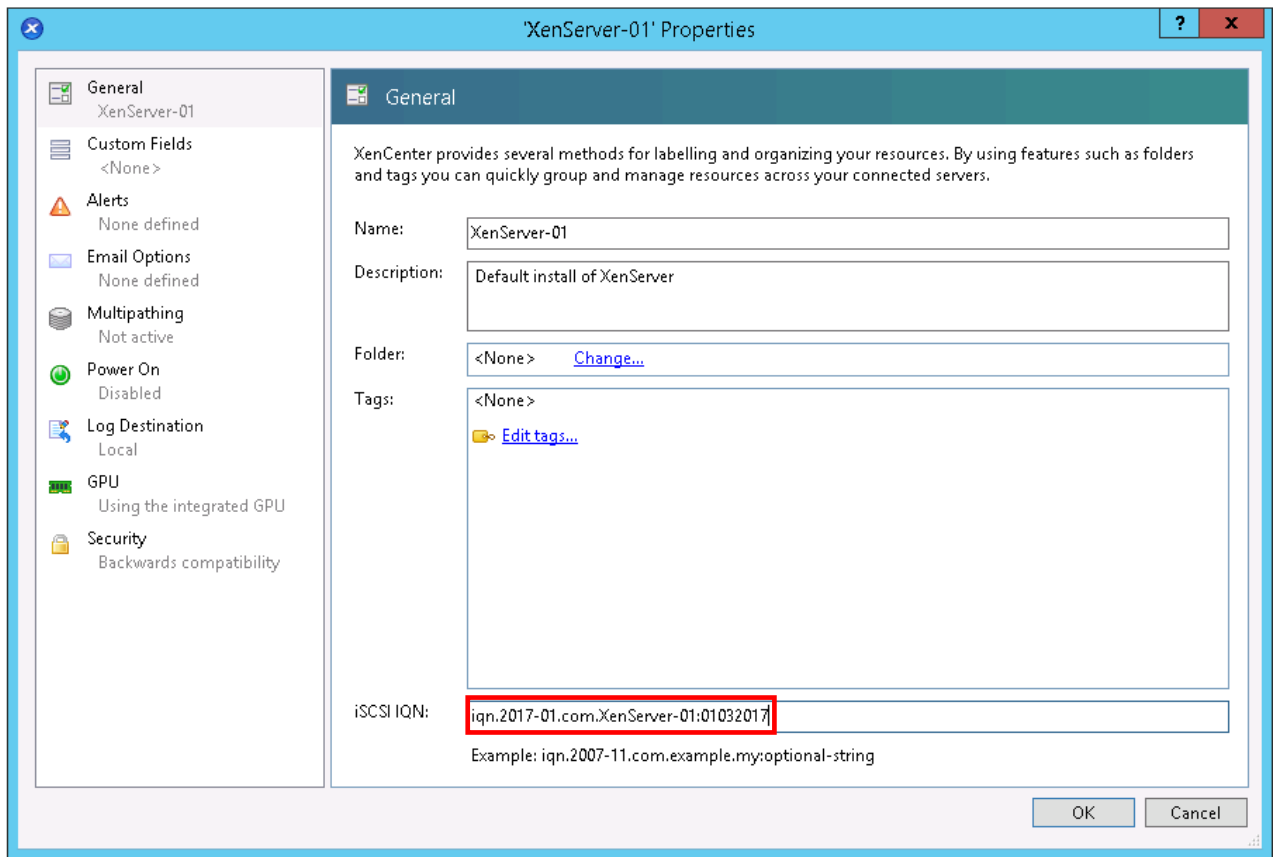 'XenServer-01' Properties
? x
General
XenServer-01
Custom Fields
<None>
Alerts
None defined
Email Options
None defined
Multipathing
Not active
Power On
Disabled
Log Destination
Local
GPU
Using the integrated GPU
Security
Backwards compatibility
General
XenCenter provides several methods for labelling and organizing your resources. By using features such as folders
and tags you can quickly group and manage resources across your connected servers.
Name: XenServer-01
Description: Default install of XenServer
Folder: <None> Change...
Tags: <None>
Edit tags...
iSCSI IQN: iqn.2017-01.com.XenServer-01:01032017
Example: iqn.2007-11.com.example.my:optional-string
OK Cancel